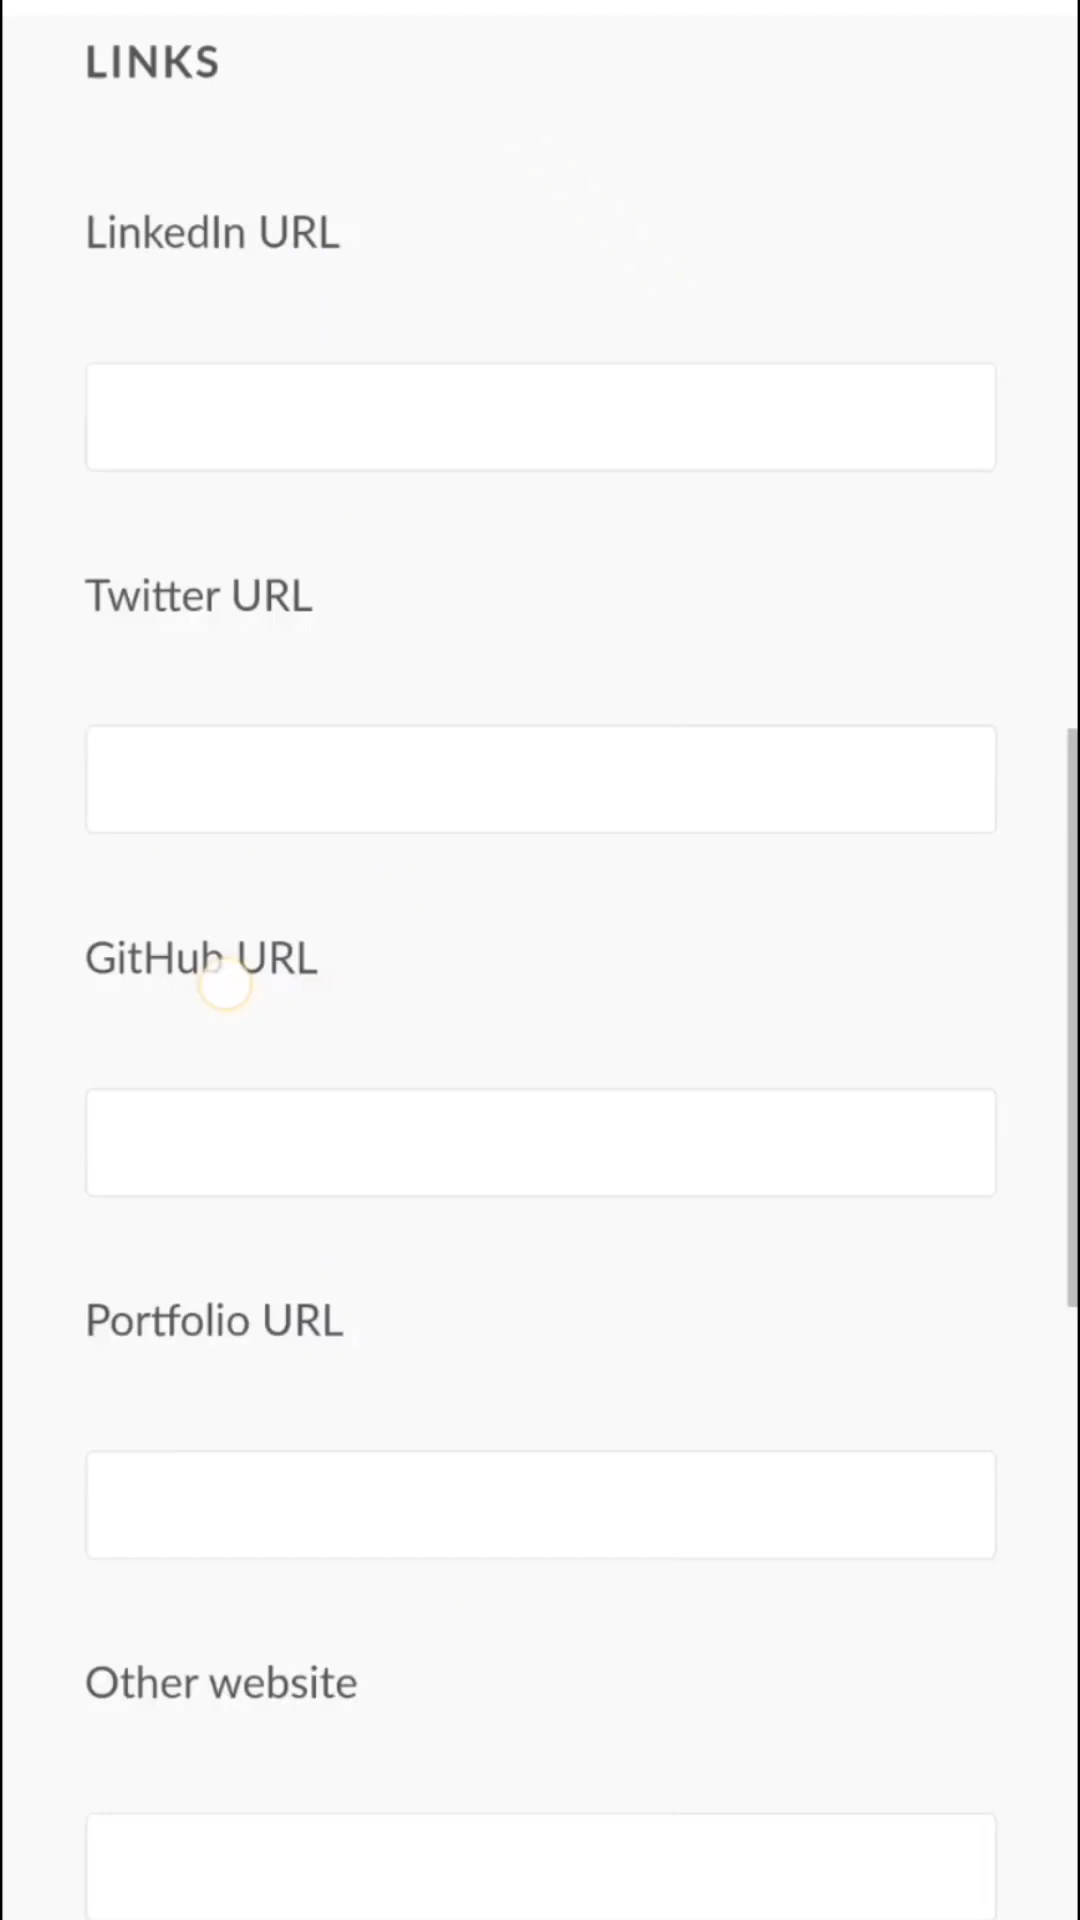 LINKS
LinkedIn URL
Twitter URL
GitHub URL
Portfolio URL
Other website